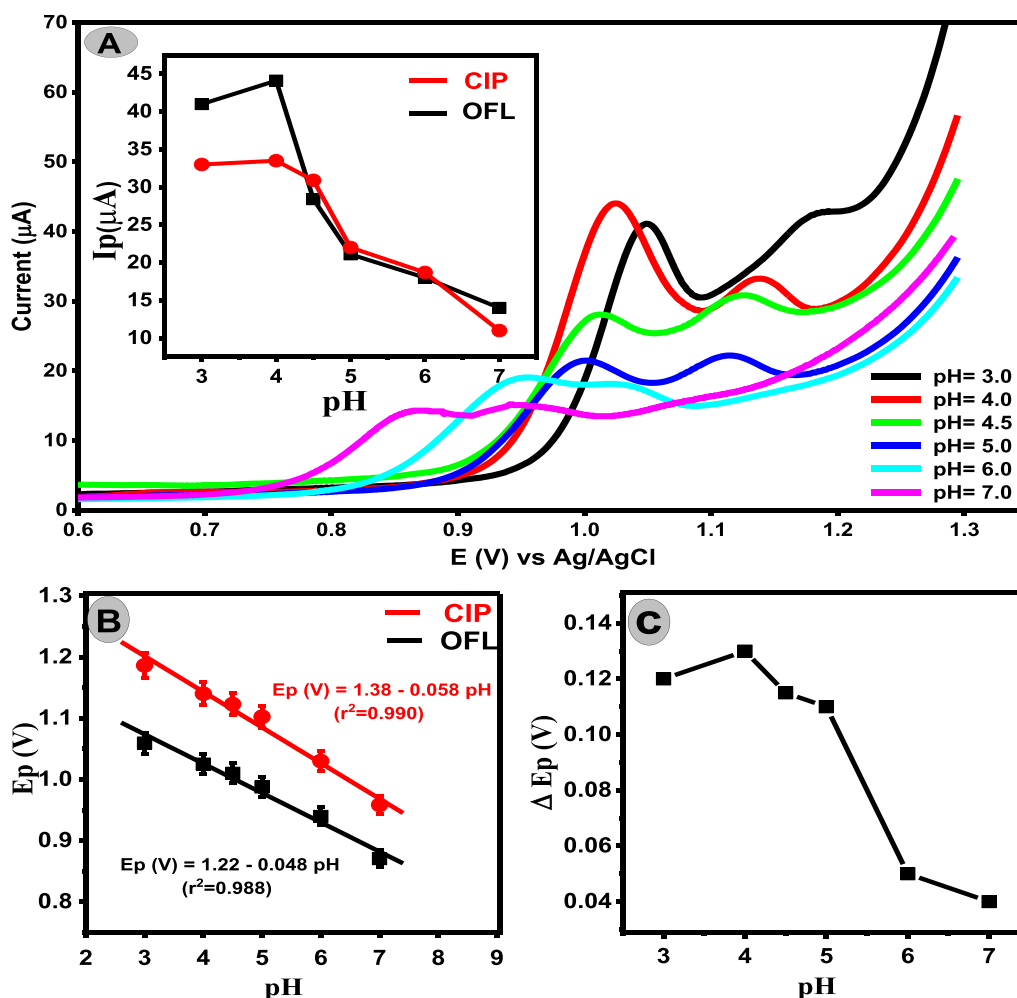 A
70
60
50
40
30
20
10
0
Current (µA)
0.6 0.7 0.8 0.9 1.0 1.1 1.2 1.3
E (V) vs Ag/AgCl
45
40
35
30
25
20
15
10
Ip(µA)
3 4 5 6 7
pH
CIP
OFL
pH= 3.0
pH= 4.0
pH= 4.5
pH= 5.0
pH= 6.0
pH= 7.0
B
1.3
1.2
1.1
1.0
0.9
0.8
Ep (V)
CIP
OFL
Ep (V) = 1.38 - 0.058 pH
(r²=0.990)
Ep (V) = 1.22 - 0.048 pH
(r²=0.988)
2 3 4 5 6 7 8 9
pH
C
0.14
0.12
0.10
0.08
0.06
0.04
Δ Ep (V)
3 4 5 6 7
pH